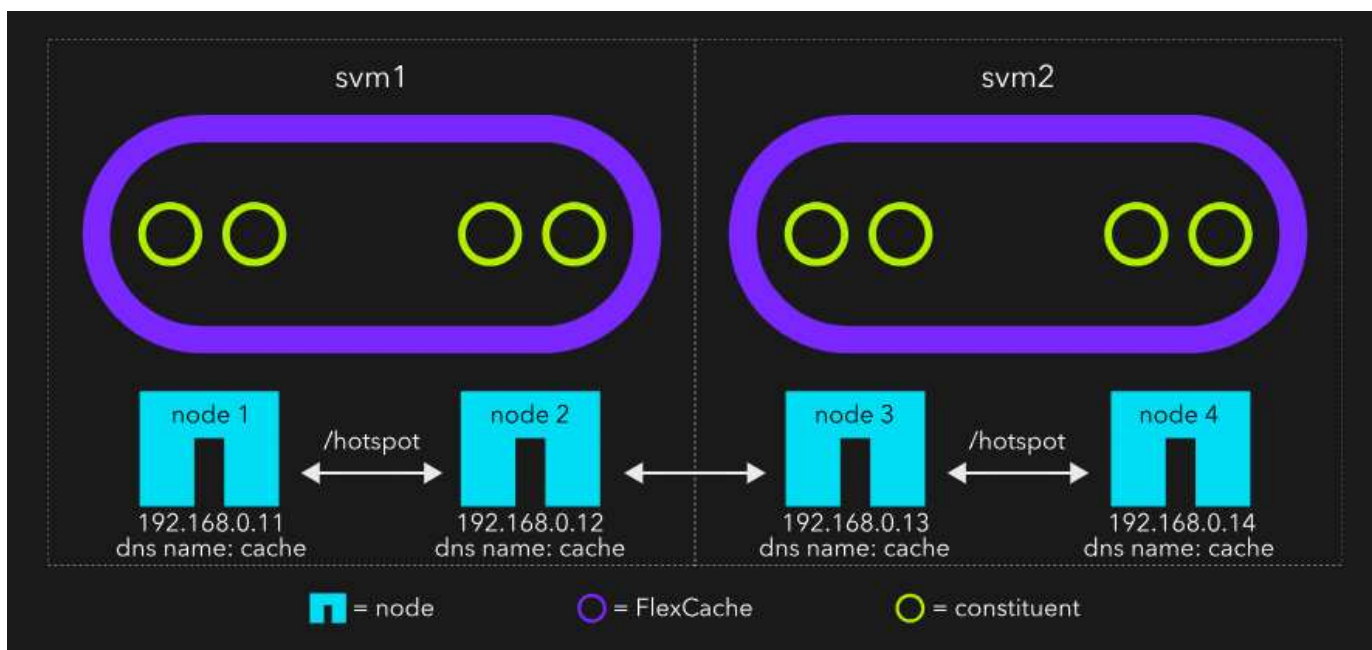 svm1
svm2
node 1
/hotspot
node 2
node 3
/hotspot
node 4
192.168.0.11
dns name: cache
192.168.0.12
dns name: cache
192.168.0.13
dns name: cache
192.168.0.14
dns name: cache
= node
= FlexCache
= constituent